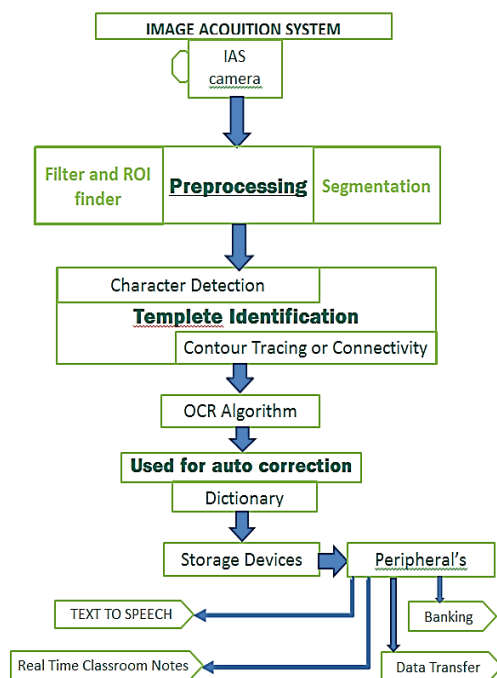 IMAGE ACOUITION SYSTEM
IAS
camera
Filter and ROI
finder
Preprocessing
Segmentation
Character Detection
Templete Identification
Contour Tracing or Connectivity
OCR Algorithm
Used for auto correction
Dictionary
Storage Devices
Peripheral's
TEXT TO SPEECH
Banking
Real Time Classroom Notes
Data Transfer